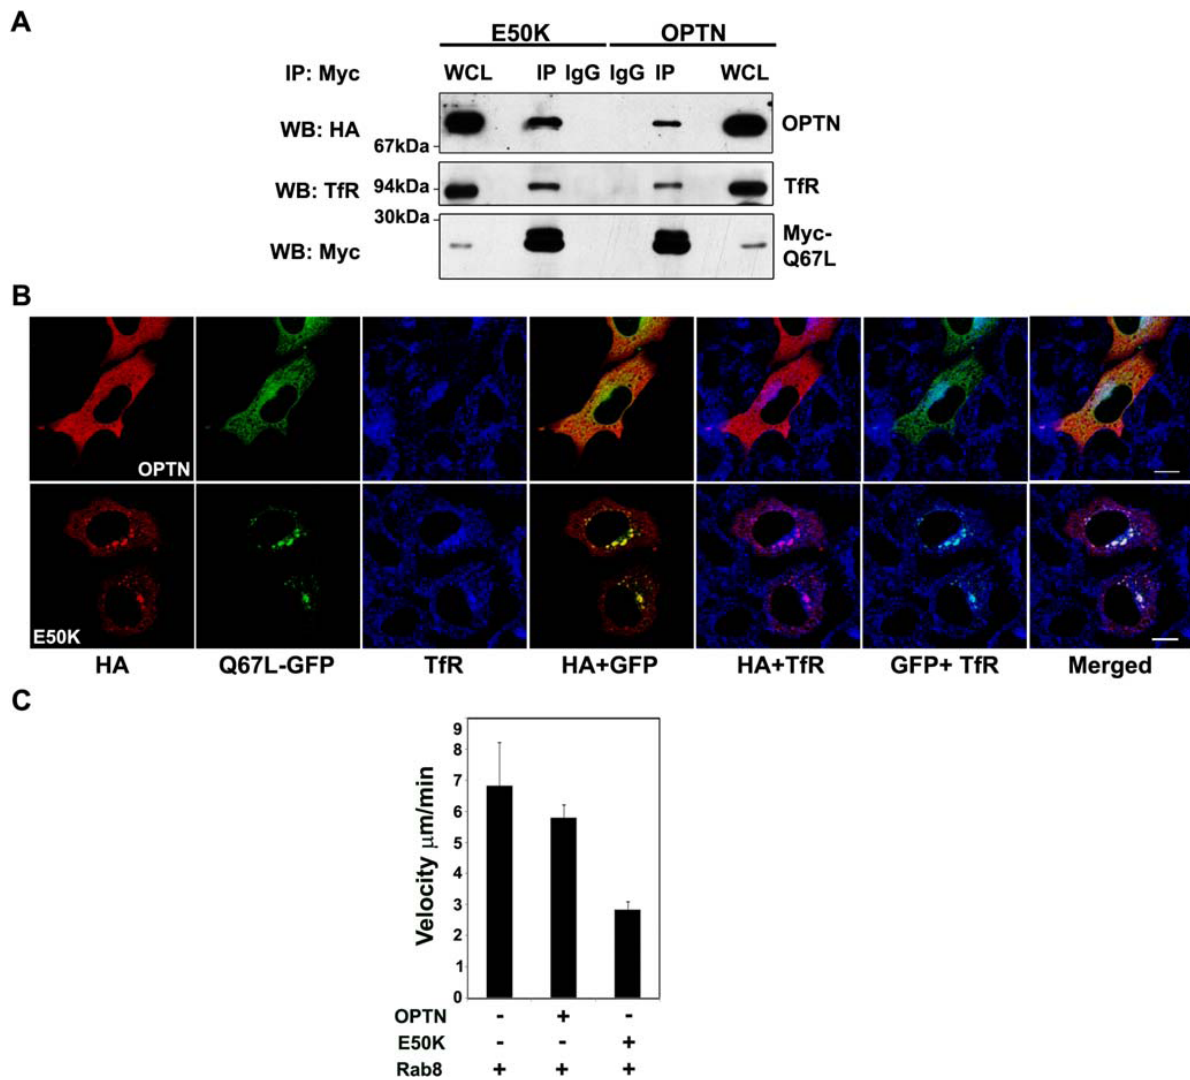 A
E50K OPTN
IP: Myc WCL IP IgG IgG IP WCL
WB: HA 67kDa OPTN
WB: TfR 94kDa TfR
WB: Myc 30kDa Myc-
Q67L
B
OPTN
E50K
HA Q67L-GFP TfR HA+GFP HA+TfR GFP+ TfR Merged
C
Velocity μm/min
9
8
7
6
5
4
3
2
1
0
OPTN - + -
E50K - - +
Rab8 + + +